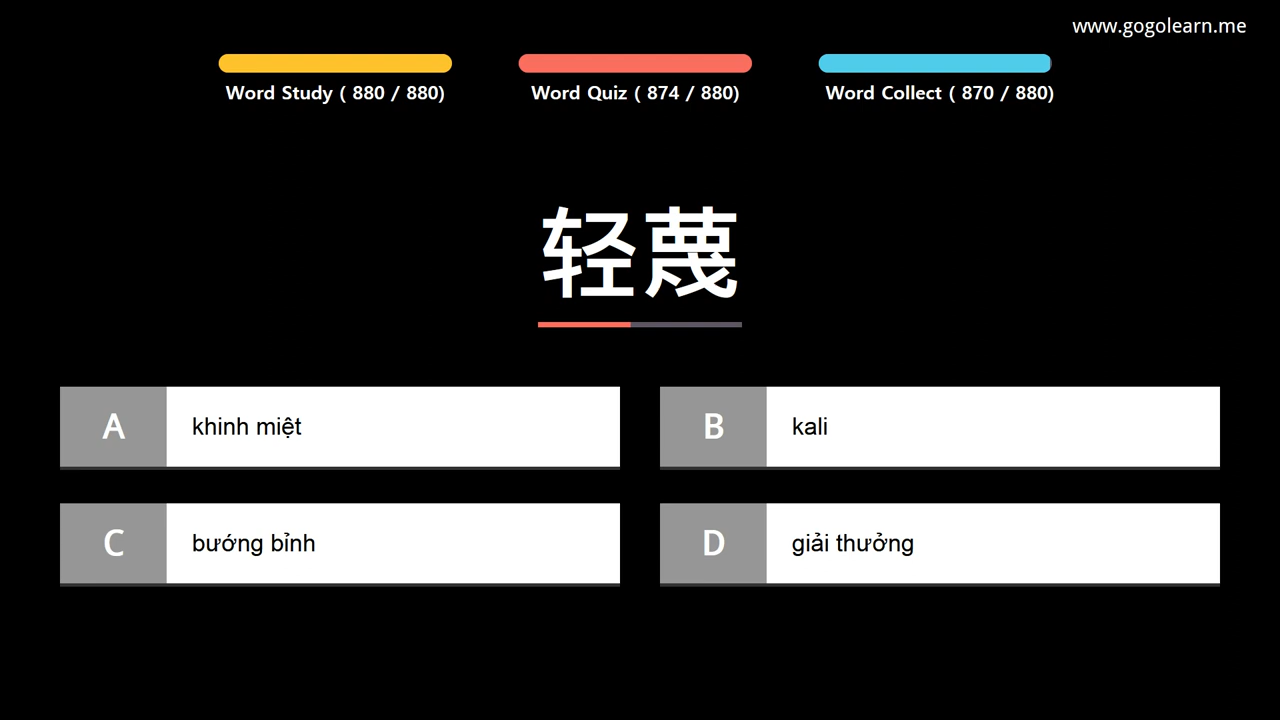 www.gogolearn.me
Word Study ( 880 / 880)
Word Quiz ( 874 / 880)
Word Collect ( 870 / 880)
轻蔑
A khinh miệt
B kali
C bướng bỉnh
D giải thưởng